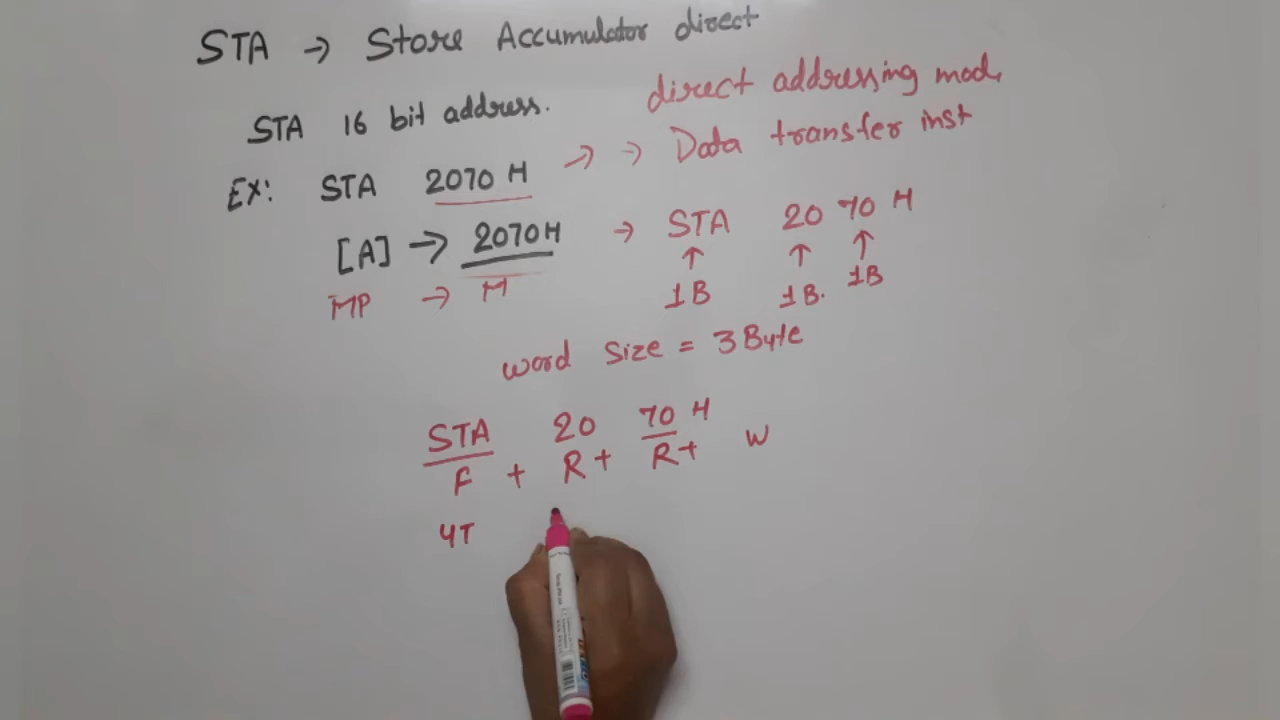 STA → Store Accumulator direct
STA 16 bit address.
direct addressing mod
EX: STA 2070 H → → Data transfer inst
[A] → 2070H → STA 20 70 H
↑ ↑ ↑
MP → M 1B 1B. 1B
word size = 3 Byte
STA 20 70 H
F + R + R + W
4T